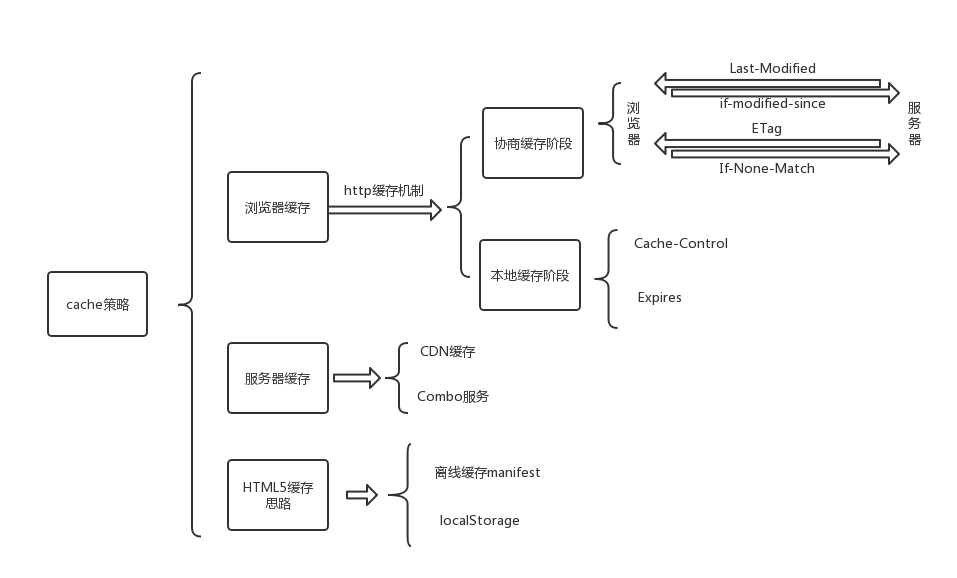 cache策略
浏览器缓存
http缓存机制
协商缓存阶段
浏
览
器
Last-Modified
if-modified-since
ETag
If-None-Match
服
务
器
本地缓存阶段
Cache-Control
Expires
服务器缓存
CDN缓存
Combo服务
HTML5缓存
思路
离线缓存manifest
localStorage